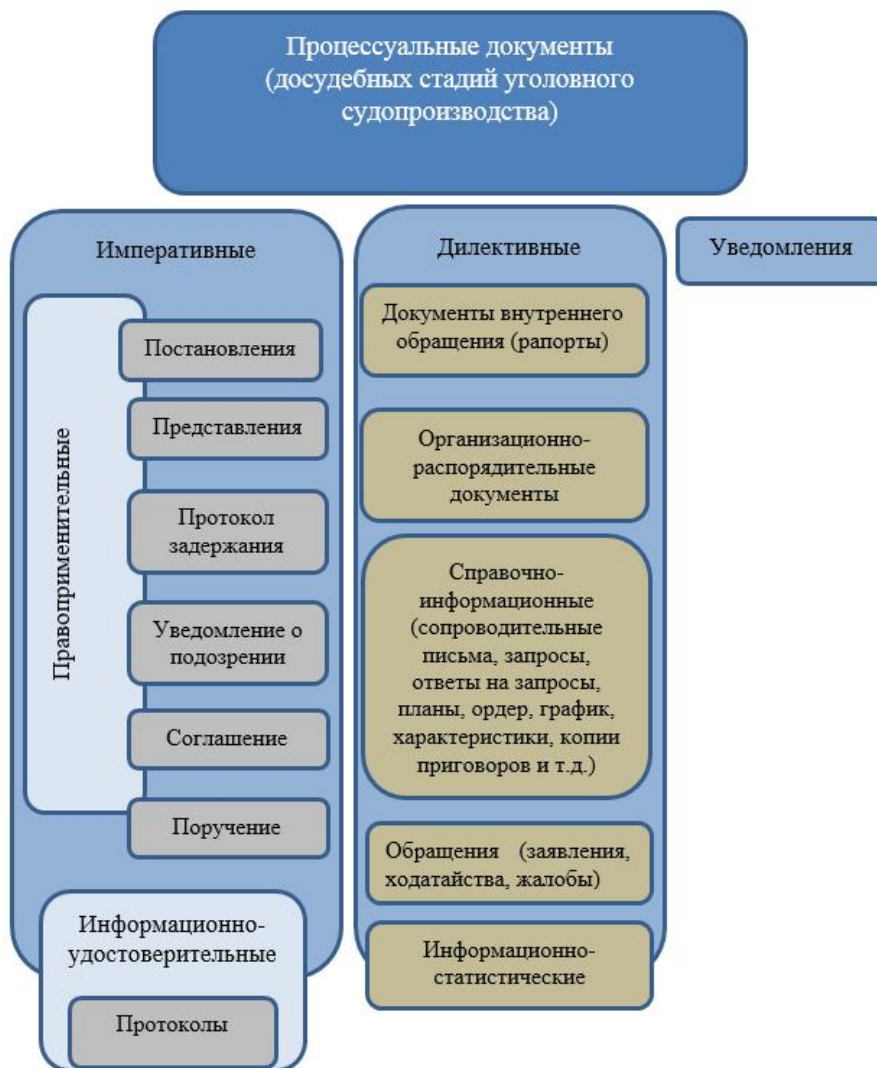 Процессуальные документы
(досудебных стадий уголовного
судопроизводства)
Императивные
Правоприменительные
Постановления
Представления
Протокол
задержания
Уведомление о
подозрении
Соглашение
Поручение
Информационно-
удостоверительные
Протоколы
Дилективные
Документы внутреннего
обращения (рапорты)
Организационно-
распорядительные
документы
Справочно-
информационные
(сопроводительные
письма, запросы,
ответы на запросы,
планы, ордер, график,
характеристики, копии
приговоров и т.д.)
Обращения (заявления,
ходатайства, жалобы)
Информационно-
статистические
Уведомления